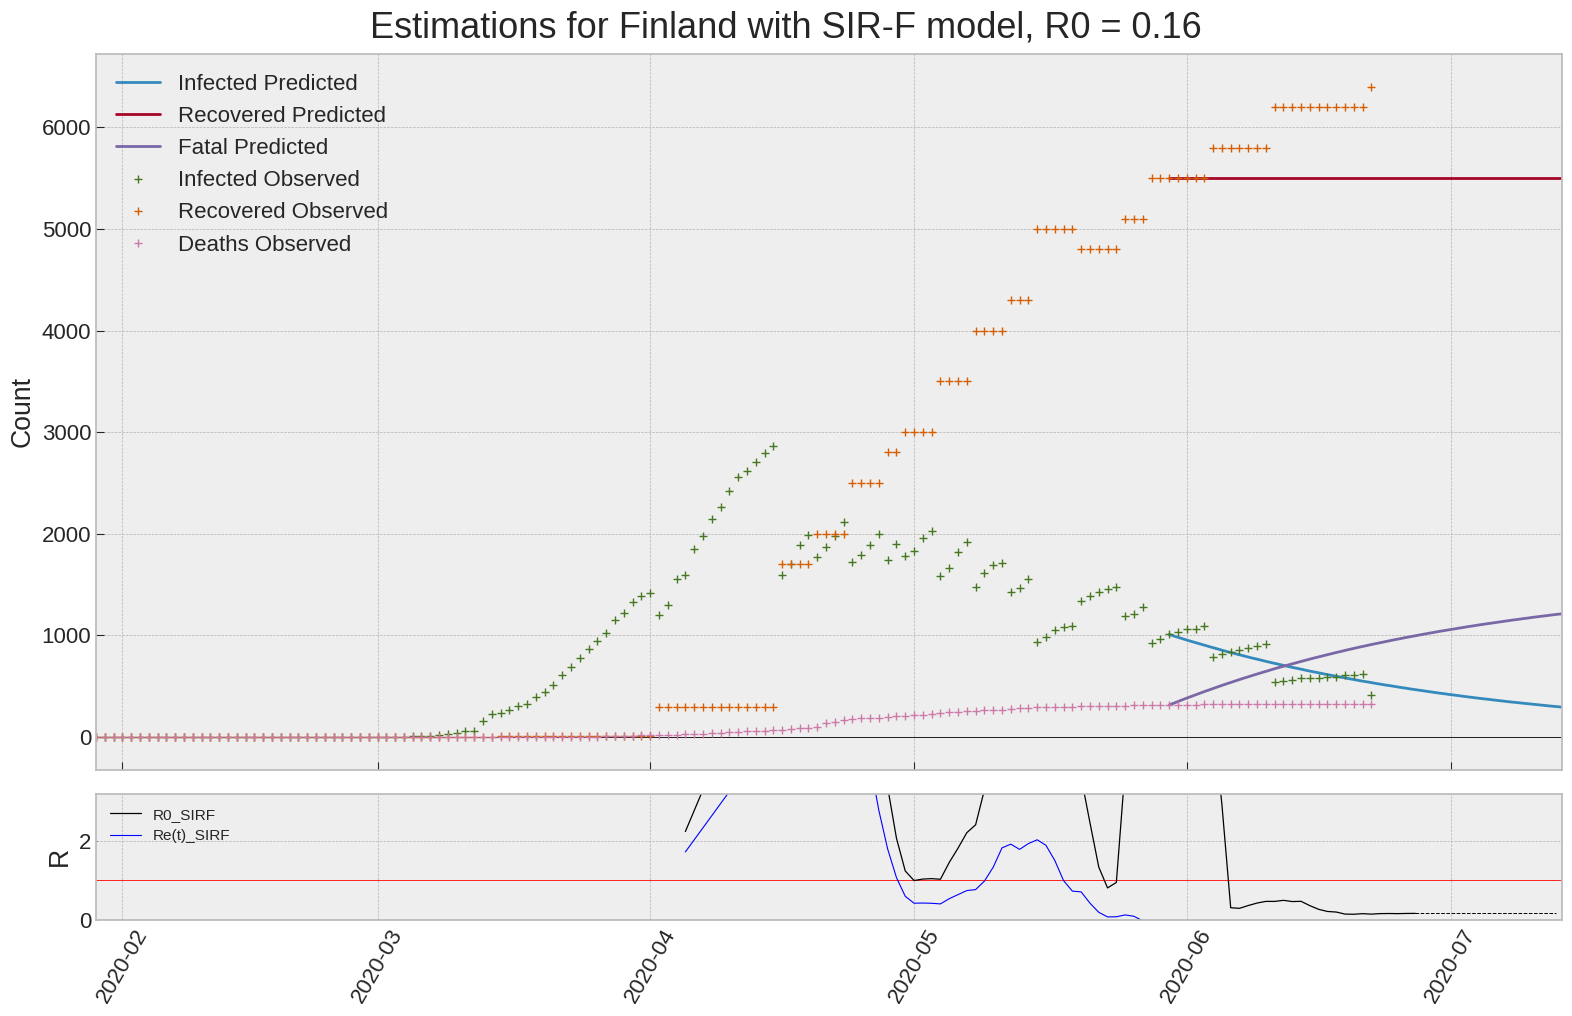 Estimations for Finland with SIR-F model, R0 = 0.16
Infected Predicted
Recovered Predicted
Fatal Predicted
Infected Observed
Recovered Observed
Deaths Observed
6000
5000
4000
3000
2000
1000
0
Count
R0_SIRF
Re(t)_SIRF
2
0
R
2020-02
2020-03
2020-04
2020-05
2020-06
2020-07